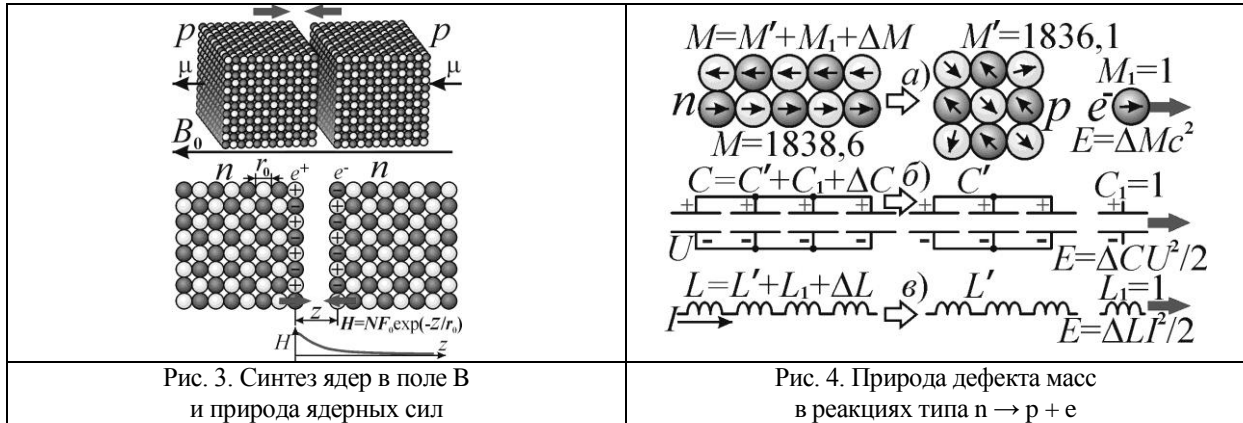 p
p
μ
μ
B₀
n
r₀
e⁺
e⁻
n
z
H=NF₀exp(-z/r₀)
H
z
Рис. 3. Синтез ядер в поле В
и природа ядерных сил
M=M'+M₁+ΔM
M'=1836,1
а)
M₁=1
n
p
e⁻
M=1838,6
E=ΔMc²
C=C'+C₁+ΔC
б)
C'
C₁=1
+ + + + + + + +
U
- - - - - - - -
E=ΔCU²/2
L=L'+L₁+ΔL
в)
L'
L₁=1
I
E=ΔLI²/2
Рис. 4. Природа дефекта масс
в реакциях типа n → p + e